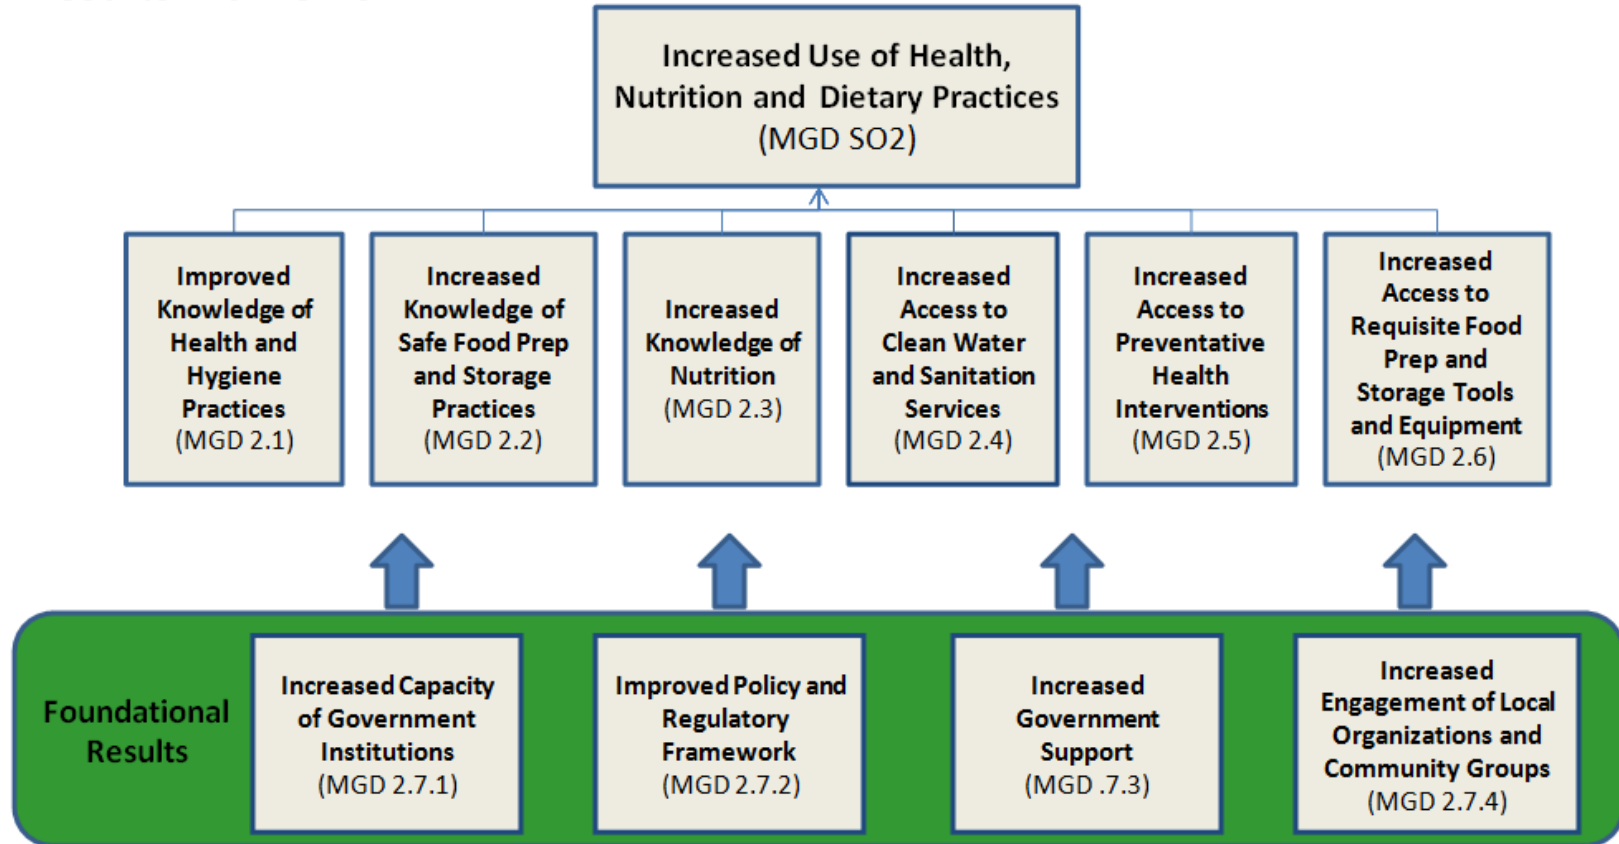 Increased Use of Health,
Nutrition and Dietary Practices
(MGD SO2)
Improved
Knowledge of
Health and
Hygiene
Practices
(MGD 2.1)
Increased
Knowledge of
Safe Food Prep
and Storage
Practices
(MGD 2.2)
Increased
Knowledge of
Nutrition
(MGD 2.3)
Increased
Access to
Clean Water
and Sanitation
Services
(MGD 2.4)
Increased
Access to
Preventative
Health
Interventions
(MGD 2.5)
Increased
Access to
Requisite Food
Prep and
Storage Tools
and Equipment
(MGD 2.6)
Foundational
Results
Increased Capacity
of Government
Institutions
(MGD 2.7.1)
Improved Policy and
Regulatory
Framework
(MGD 2.7.2)
Increased
Government
Support
(MGD .7.3)
Increased
Engagement of Local
Organizations and
Community Groups
(MGD 2.7.4)